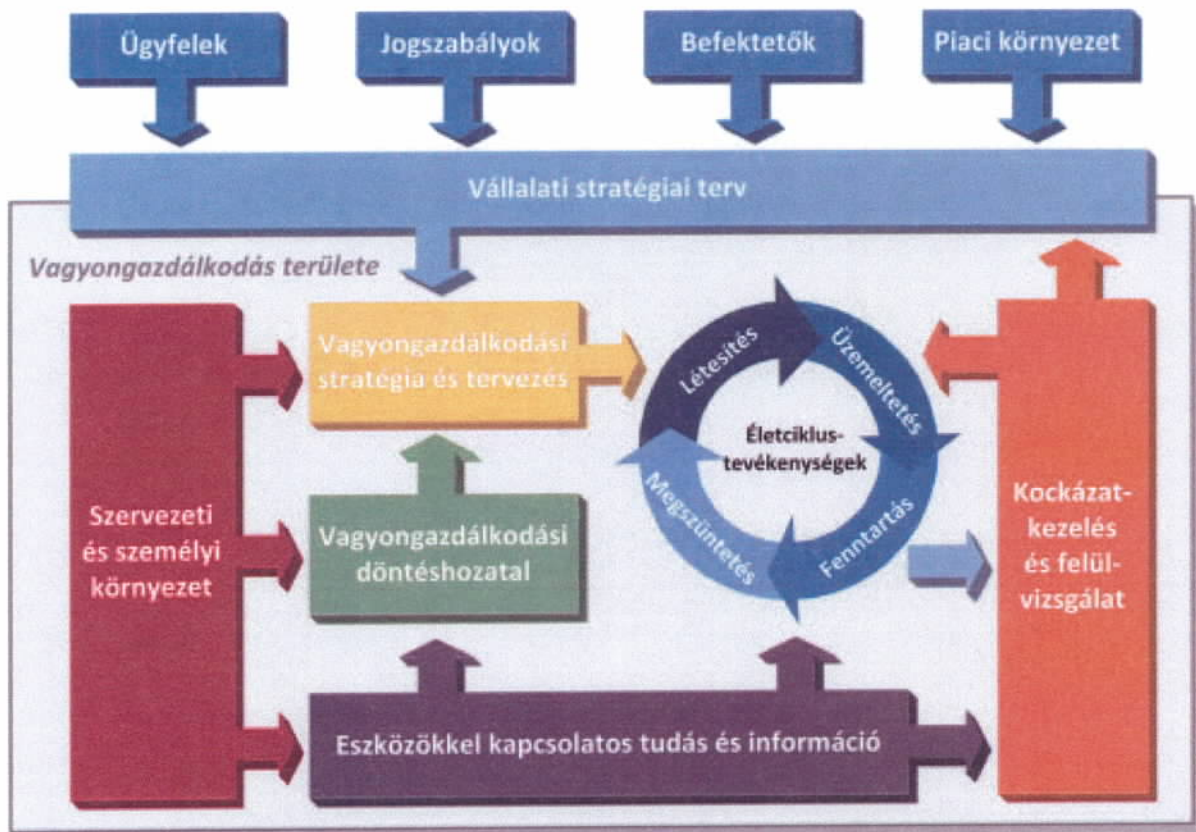 Ügyfelek
Jogszabályok
Befektetők
Piaci környezet
Vállalati stratégiai terv
Vagyongazdálkodás területe
Vagyongazdálkodási
stratégia és tervezés
Létesítés
Üzemeltetés
Fenntartás
Megszüntetés
Életciklus-
tevékenységek
Szervezeti
és személyi
környezet
Vagyongazdálkodási
döntéshozatal
Kockázat-
kezelés
és felül-
vizsgálat
Eszközökkel kapcsolatos tudás és információ